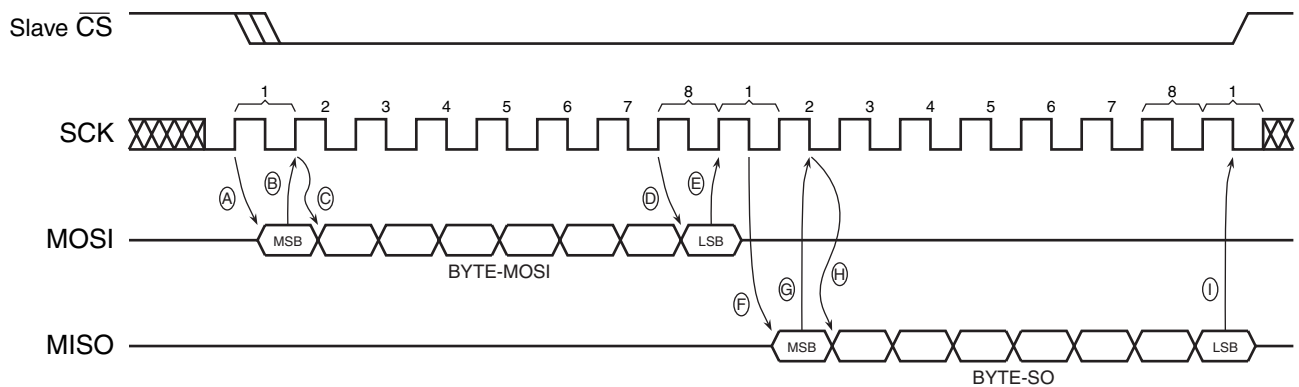 Slave C̅S̅
1 2 3 4 5 6 7 8 1 2 3 4 5 6 7 8 1
SCK
A B C D E
MOSI MSB LSB
BYTE-MOSI
F G H I
MISO MSB LSB
BYTE-SO